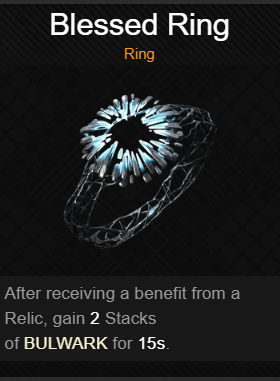 Blessed Ring
Ring
After receiving a benefit from a
Relic, gain 2 Stacks
of BULWARK for 15s.